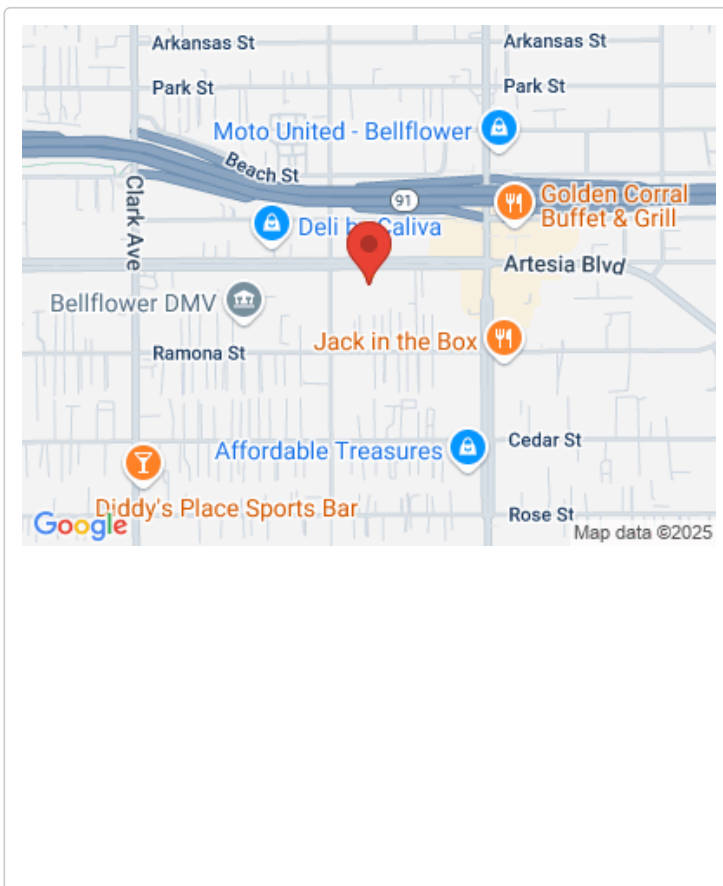 Arkansas St
Arkansas St
Park St
Park St
Moto United - Bellflower
Beach St
91
Golden Corral
Buffet & Grill
Clark Ave
Deli by Caliva
Artesia Blvd
Bellflower DMV
Jack in the Box
Ramona St
Cedar St
Affordable Treasures
Diddy's Place Sports Bar
Rose St
Google
Map data ©2025